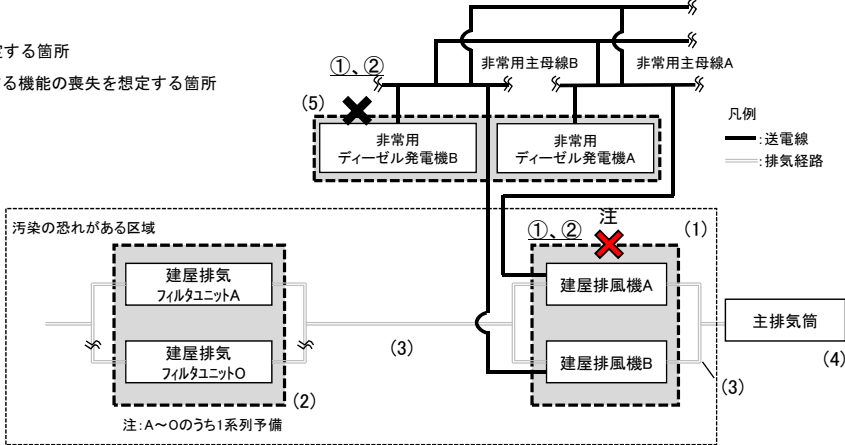 定する箇所
する機能の喪失を想定する箇所
①、②
非常用主母線B
非常用主母線A
(5)
非常用
ディーゼル発電機B
非常用
ディーゼル発電機A
凡例
:送電線
:排気経路
汚染の恐れがある区域
①、②
注
(1)
建屋排気
フィルタユニットA
建屋排風機A
主排気筒
(4)
建屋排気
フィルタユニットO
(3)
建屋排風機B
(3)
(2)
注:A～Oのうち1系列予備